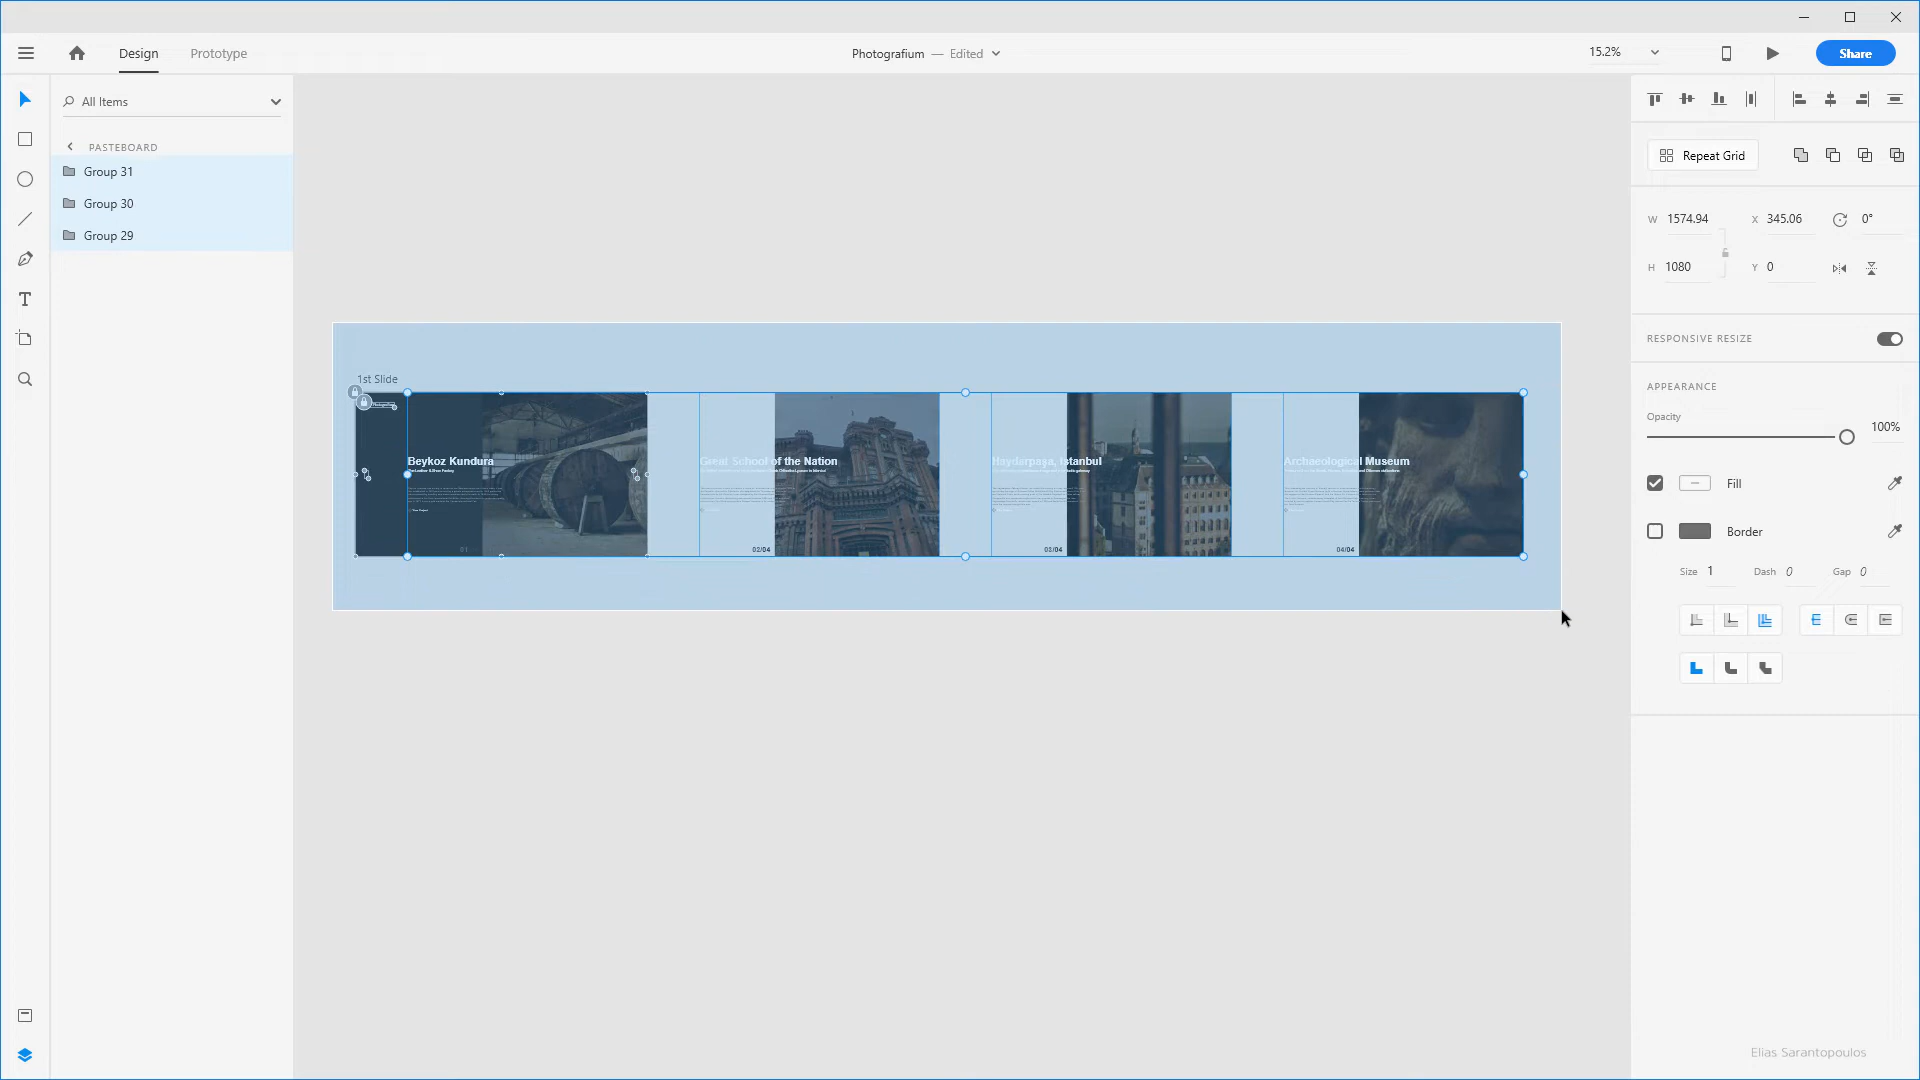 Design
Prototype
Photografium — Edited
15.2%
Share
All Items
PASTEBOARD
Group 31
Group 30
Group 29
Repeat Grid
W 1574.94
X 345.06
0°
H 1080
Y 0
RESPONSIVE RESIZE
APPEARANCE
Opacity
100%
Fill
Border
Size 1
Dash 0
Gap 0
1st Slide
Beykoz Kundura
Great School of the Nation
Haydarpaşa, Istanbul
Archaeological Museum
01
02/04
03/04
04/04
Elias Sarantopoulos